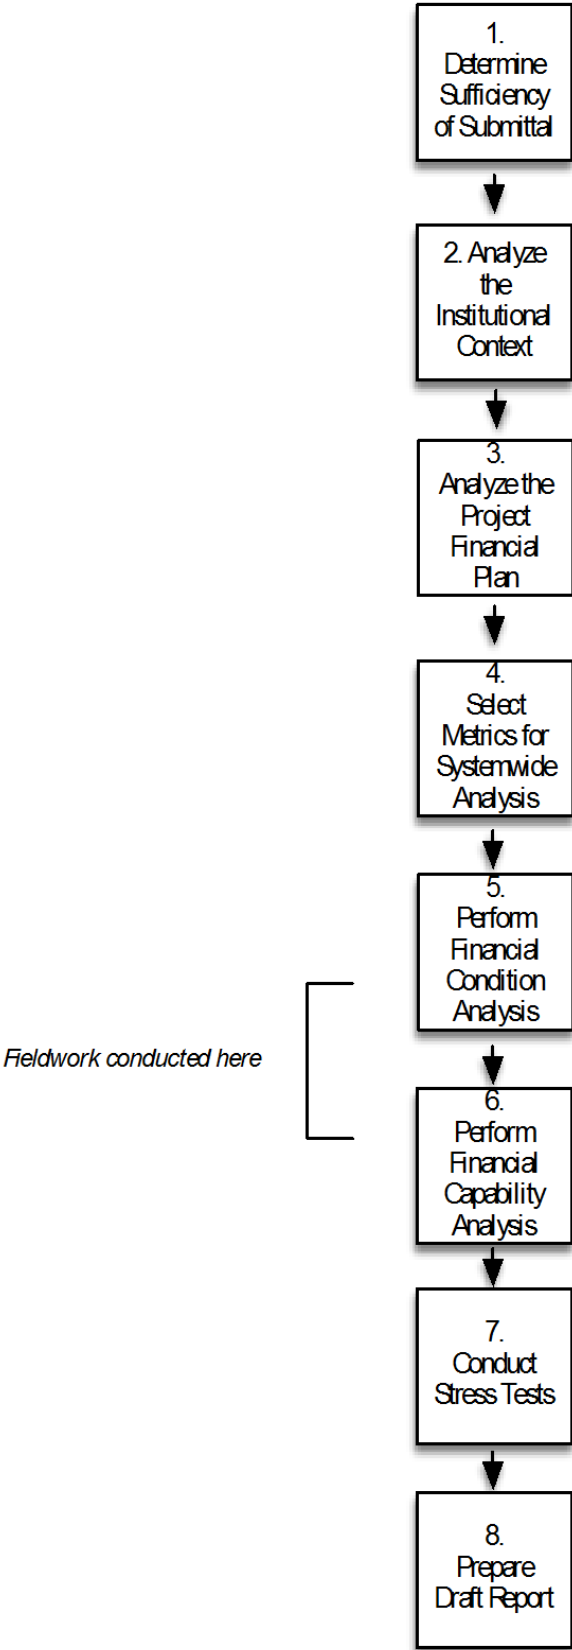 1.
Determine
Sufficiency
of Submittal
2. Analyze
the
Institutional
Context
3.
Analyze the
Project
Financial
Plan
4.
Select
Metrics for
Systemwide
Analysis
5.
Perform
Financial
Condition
Analysis
Fieldwork conducted here
6.
Perform
Financial
Capability
Analysis
7.
Conduct
Stress Tests
8.
Prepare
Draft Report